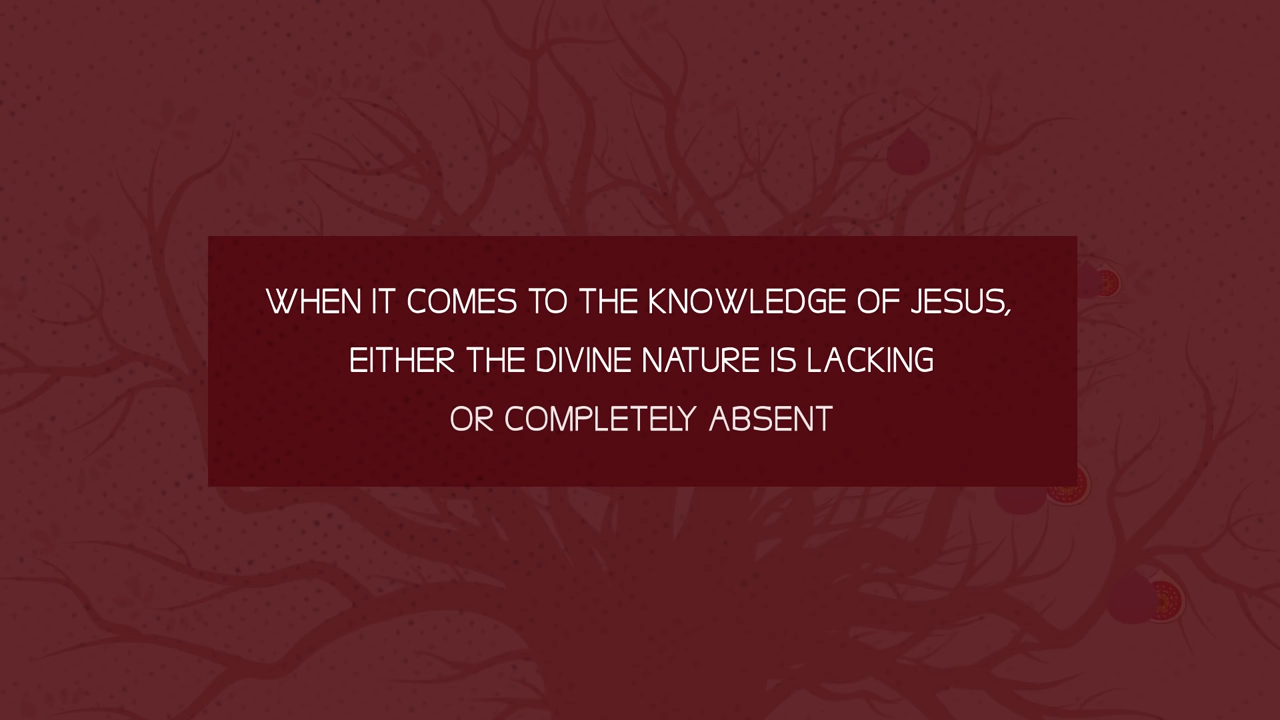 WHEN IT COMES TO THE KNOWLEDGE OF JESUS,
EITHER THE DIVINE NATURE IS LACKING
OR COMPLETELY ABSENT